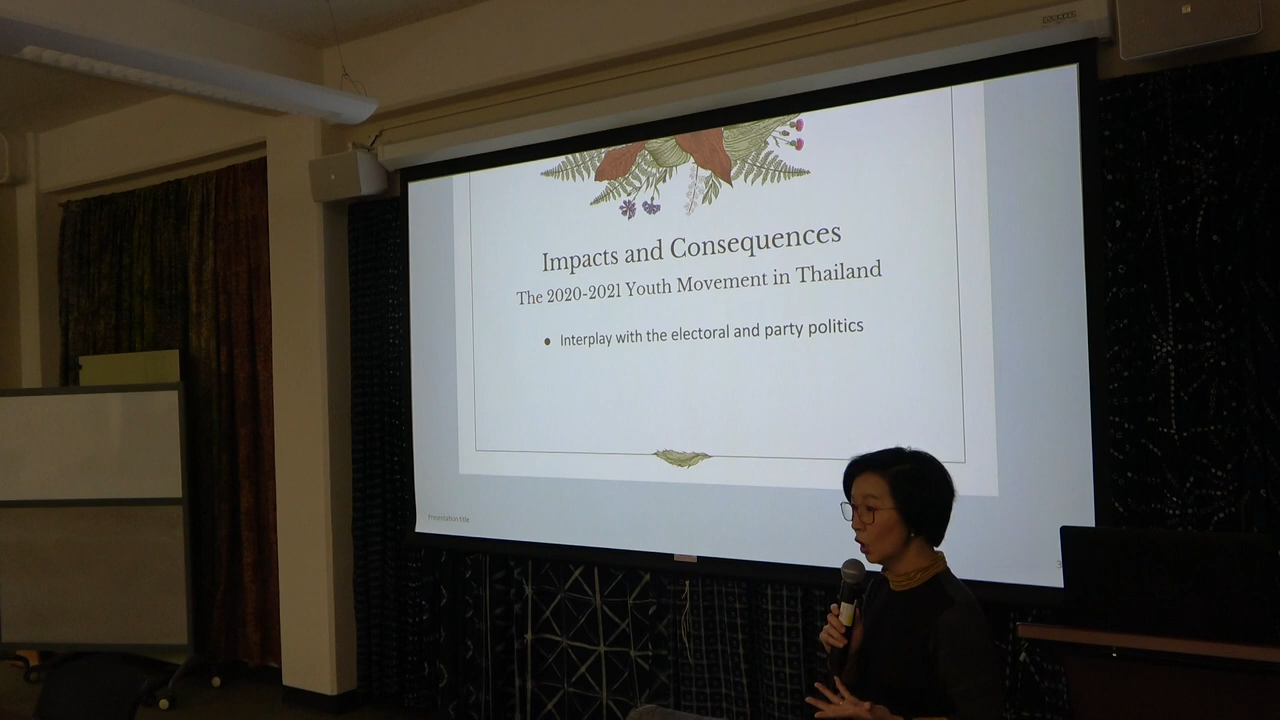 Impacts and Consequences
The 2020-2021 Youth Movement in Thailand
• Interplay with the electoral and party politics
Presentation title
3